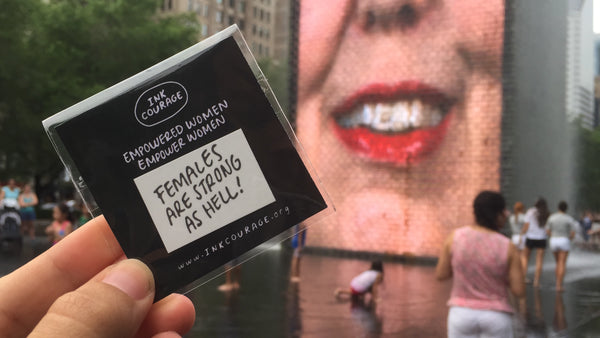 INK
COURAGE
EMPOWERED WOMEN
EMPOWER WOMEN
FEMALES
ARE STRONG
AS HELL!
www.INKCOURAGE.org